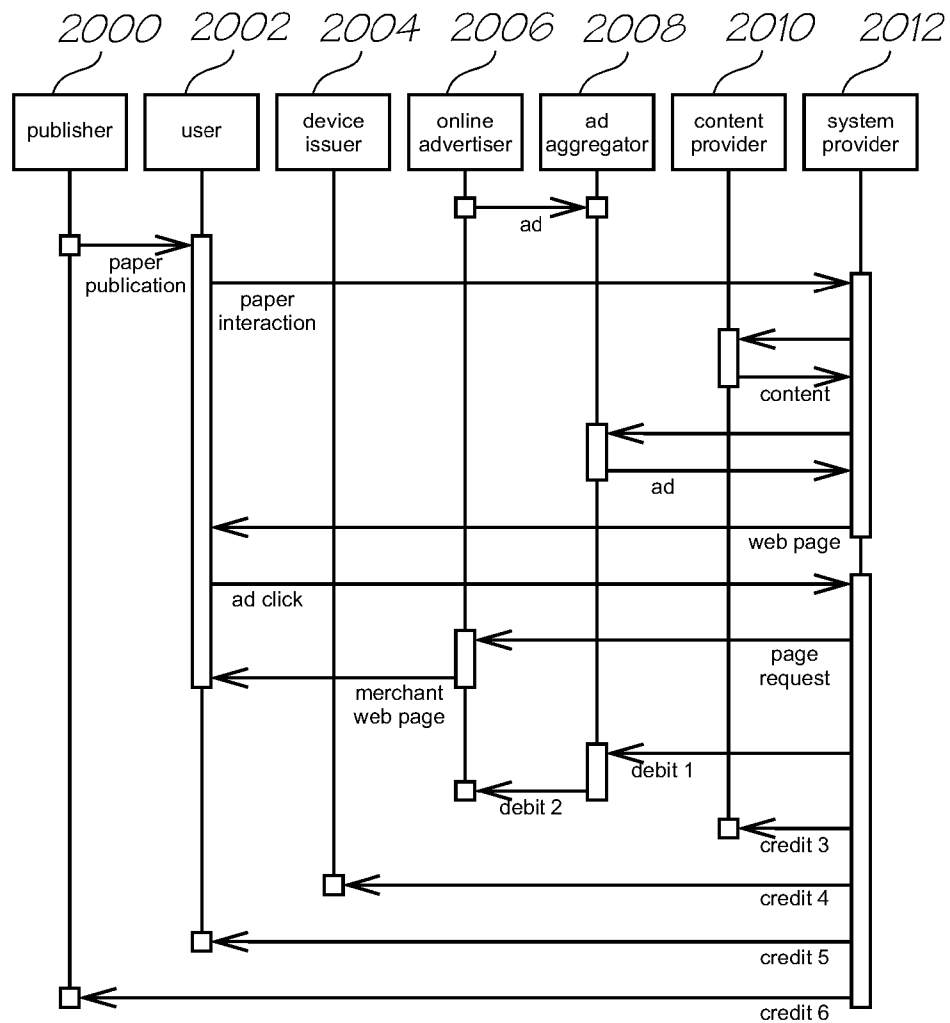 2000 2002 2004 2006 2008 2010 2012
publisher
user
device
issuer
online
advertiser
ad
aggregator
content
provider
system
provider
ad
paper
publication
paper
interaction
content
ad
web page
ad click
page
request
merchant
web page
debit 1
debit 2
credit 3
credit 4
credit 5
credit 6